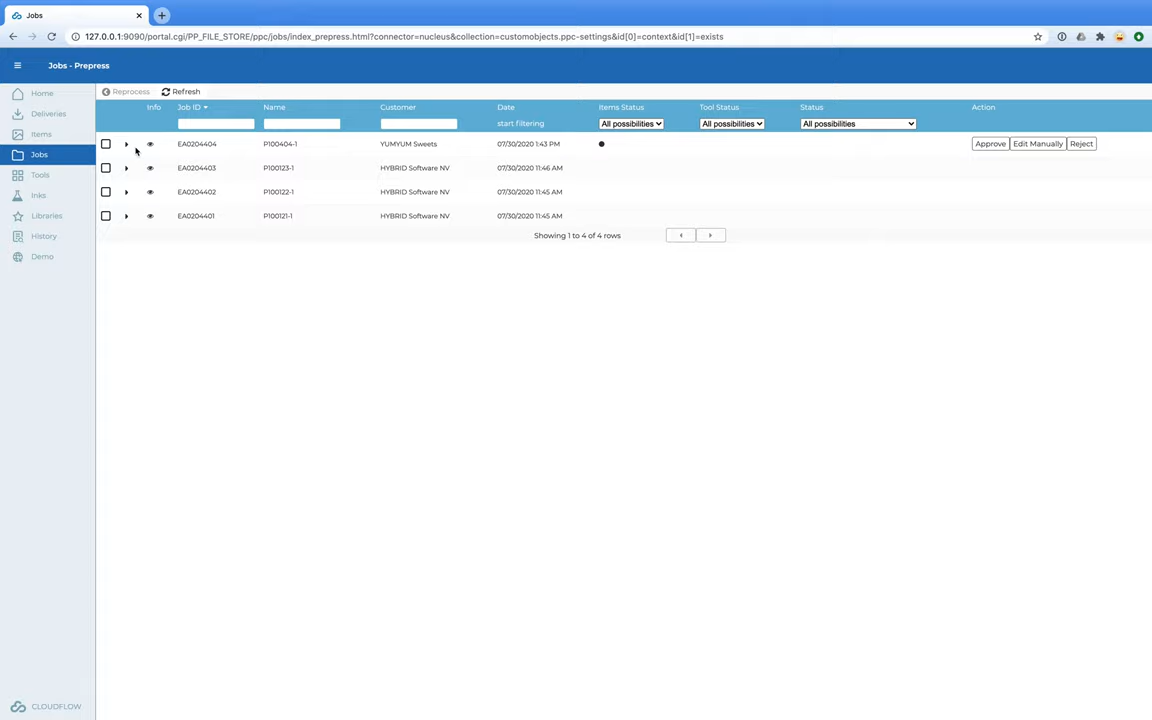 Jobs
127.0.0.1:9090/portal.cgi/PP_FILE_STORE/ppc/jobs/index_prepress.html?connector=nucleus&collection=customobjects.ppc-settings&id[0]=context&id[1]=exists
Jobs - Prepress
Home
Deliveries
Items
Jobs
Tools
Inks
Libraries
History
Demo
CLOUDFLOW
Reprocess Refresh
Info Job ID Name Customer Date Items Status Tool Status Status Action
start filtering All possibilities All possibilities All possibilities
EA0204404 P100404-1 YUMYUM Sweets 07/30/2020 1:43 PM Approve Edit Manually Reject
EA0204403 P100123-1 HYBRID Software NV 07/30/2020 11:46 AM
EA0204402 P100122-1 HYBRID Software NV 07/30/2020 11:45 AM
EA0204401 P100121-1 HYBRID Software NV 07/30/2020 11:45 AM
Showing 1 to 4 of 4 rows